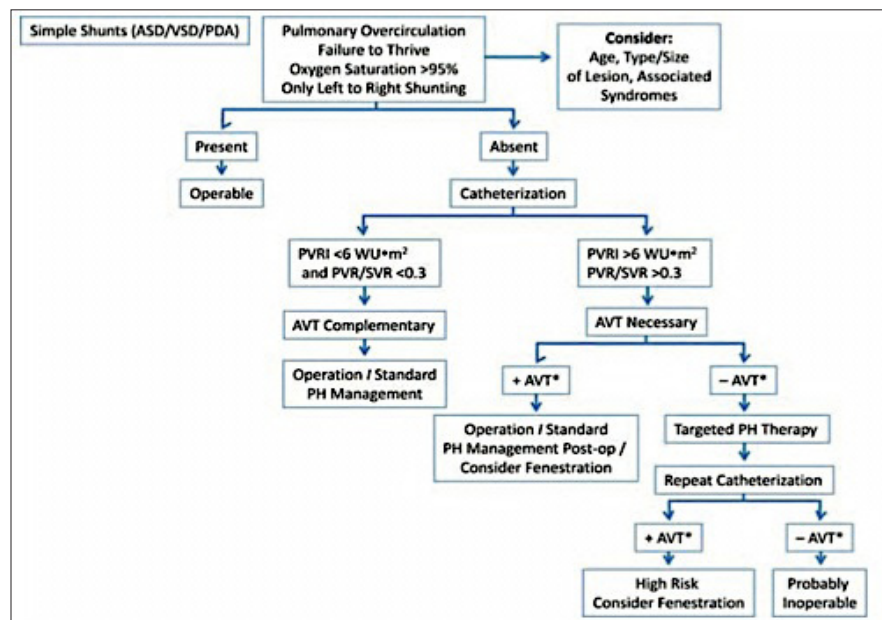 Simple Shunts (ASD/VSD/PDA)
Pulmonary Overcirculation
Failure to Thrive
Oxygen Saturation >95%
Only Left to Right Shunting
Consider:
Age, Type/Size
of Lesion, Associated
Syndromes
Present
Absent
Operable
Catheterization
PVRI <6 WU•m²
and PVR/SVR <0.3
PVRI >6 WU•m²
PVR/SVR >0.3
AVT Complementary
AVT Necessary
Operation / Standard
PH Management
+ AVT*
– AVT*
Operation / Standard
PH Management Post-op /
Consider Fenestration
Targeted PH Therapy
Repeat Catheterization
+ AVT*
– AVT*
High Risk
Consider Fenestration
Probably
Inoperable